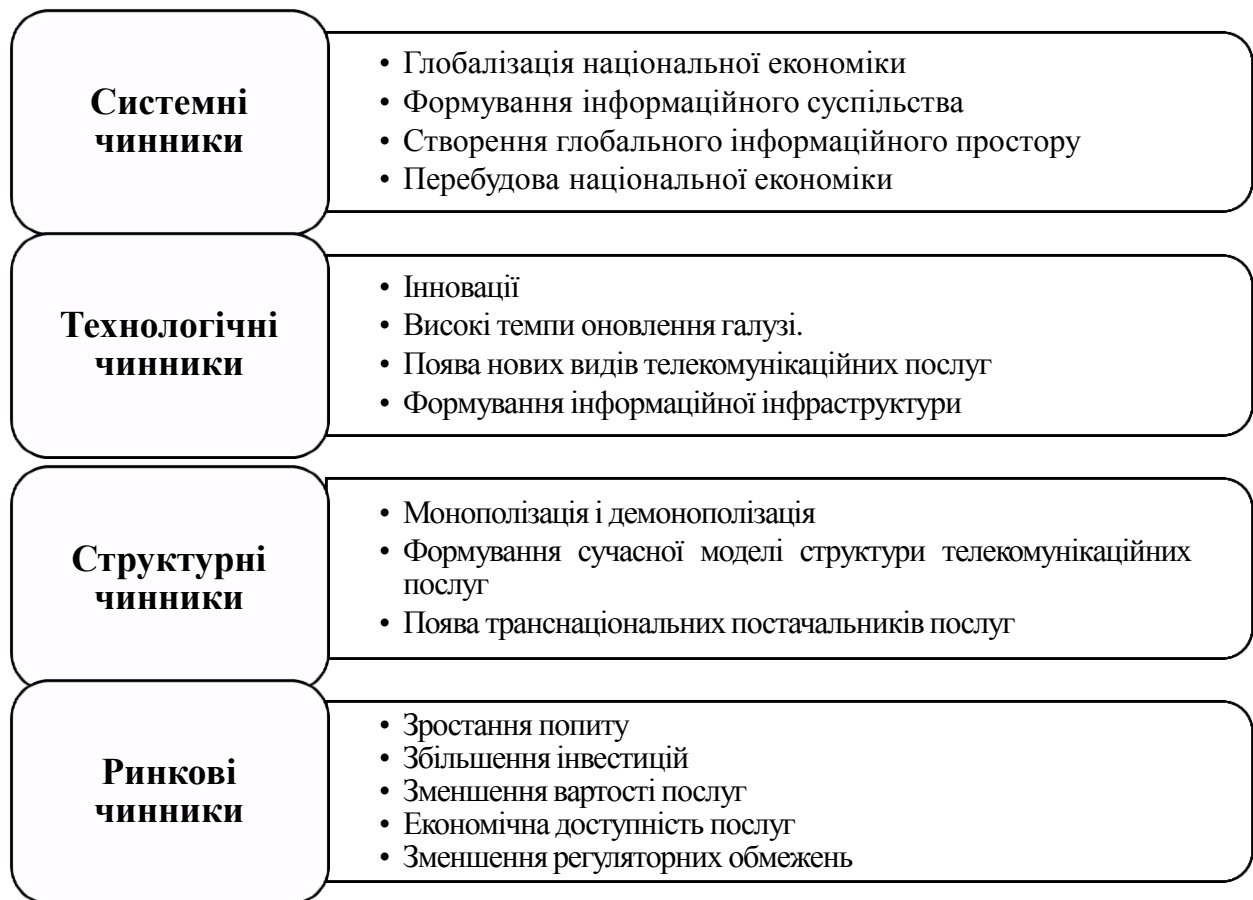 Системні
чинники
• Глобалізація національної економіки
• Формування інформаційного суспільства
• Створення глобального інформаційного простору
• Перебудова національної економіки
Технологічні
чинники
• Інновації
• Високі темпи оновлення галузі.
• Поява нових видів телекомунікаційних послуг
• Формування інформаційної інфраструктури
Структурні
чинники
• Монополізація і демонополізація
• Формування сучасної моделі структури телекомунікаційних
послуг
• Поява транснаціональних постачальників послуг
Ринкові
чинники
• Зростання попиту
• Збільшення інвестицій
• Зменшення вартості послуг
• Економічна доступність послуг
• Зменшення регуляторних обмежень